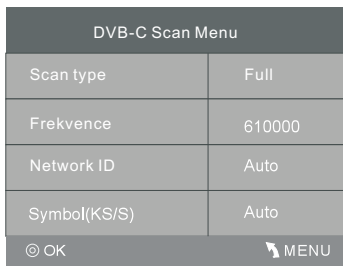 DVB-C Scan Menu
Scan type Full
Frekvence 610000
Network ID Auto
Symbol(KS/S) Auto
OK MENU